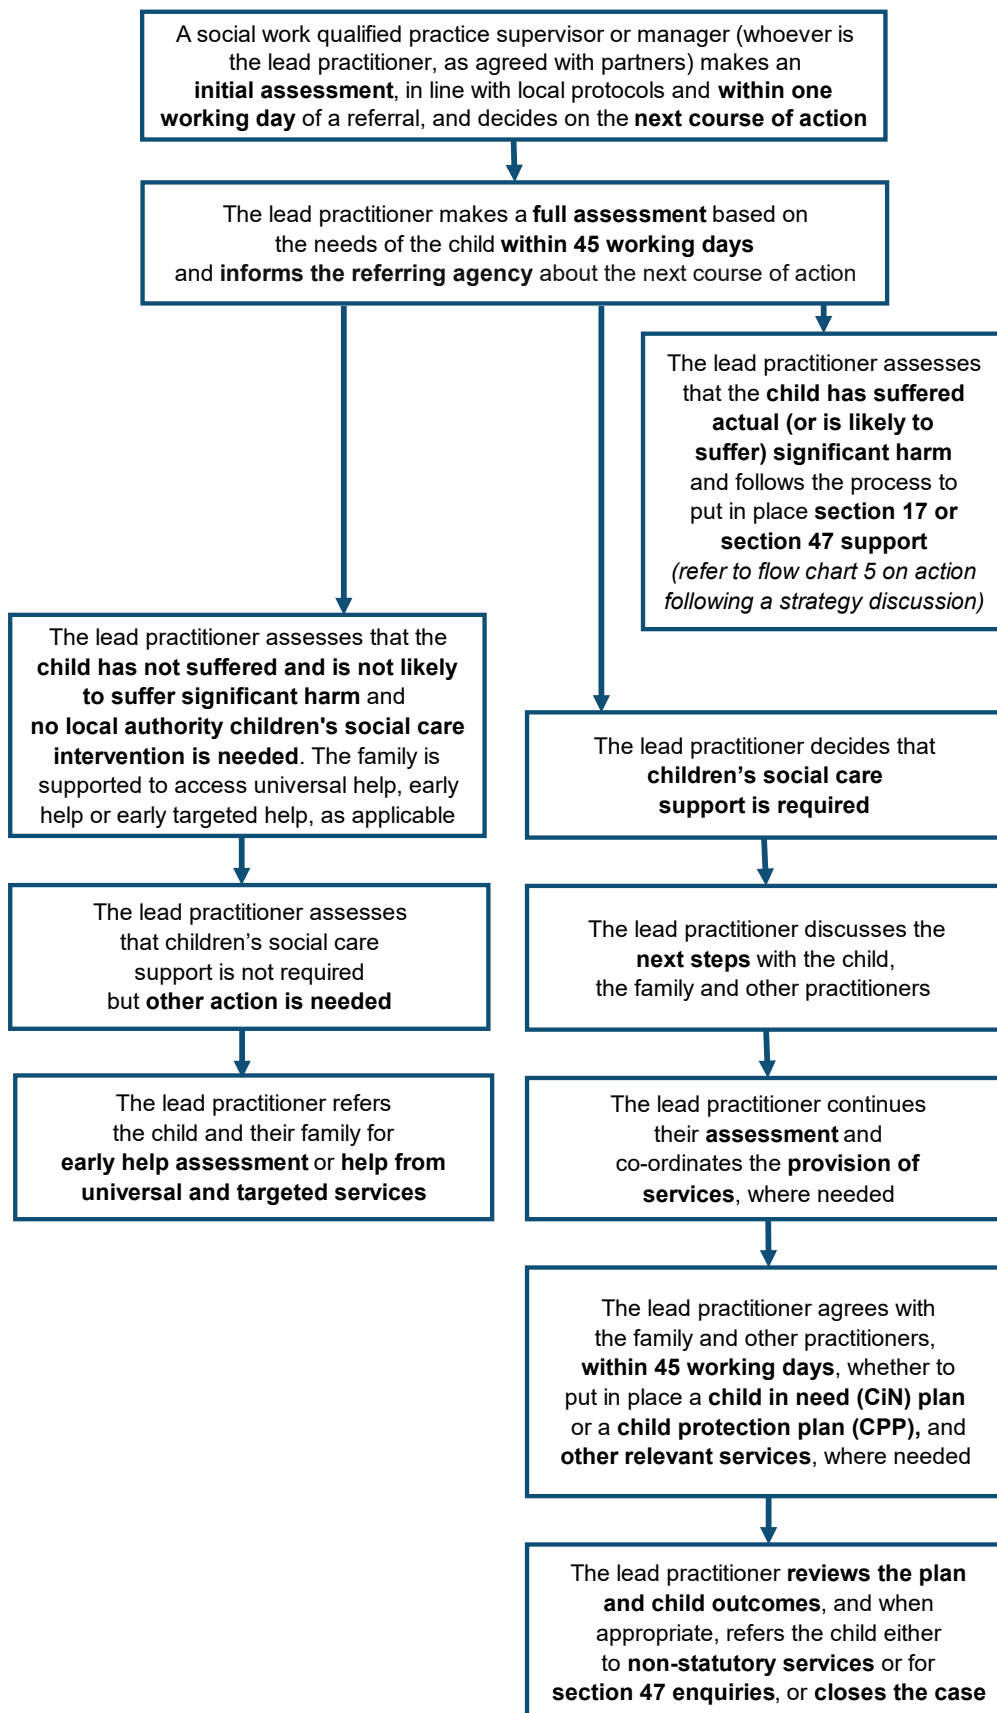 A social work qualified practice supervisor or manager (whoever is
the lead practitioner, as agreed with partners) makes an
initial assessment, in line with local protocols and within one
working day of a referral, and decides on the next course of action
The lead practitioner makes a full assessment based on
the needs of the child within 45 working days
and informs the referring agency about the next course of action
The lead practitioner assesses
that the child has suffered
actual (or is likely to
suffer) significant harm
and follows the process to
put in place section 17 or
section 47 support
(refer to flow chart 5 on action
following a strategy discussion)
The lead practitioner assesses that the
child has not suffered and is not likely
to suffer significant harm and
no local authority children's social care
intervention is needed. The family is
supported to access universal help, early
help or early targeted help, as applicable
The lead practitioner assesses
that children’s social care
support is not required
but other action is needed
The lead practitioner refers
the child and their family for
early help assessment or help from
universal and targeted services
The lead practitioner decides that
children’s social care
support is required
The lead practitioner discusses the
next steps with the child,
the family and other practitioners
The lead practitioner continues
their assessment and
co-ordinates the provision of
services, where needed
The lead practitioner agrees with
the family and other practitioners,
within 45 working days, whether to
put in place a child in need (CiN) plan
or a child protection plan (CPP), and
other relevant services, where needed
The lead practitioner reviews the plan
and child outcomes, and when
appropriate, refers the child either
to non-statutory services or for
section 47 enquiries, or closes the case